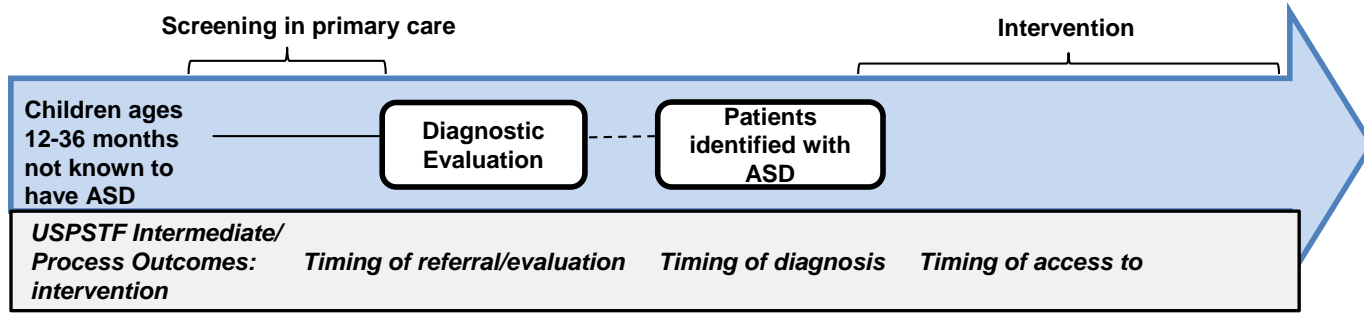 Screening in primary care
Intervention
Children ages
12-36 months
not known to
have ASD
Diagnostic
Evaluation
Patients
identified with
ASD
USPSTF Intermediate/
Process Outcomes: Timing of referral/evaluation Timing of diagnosis Timing of access to
intervention